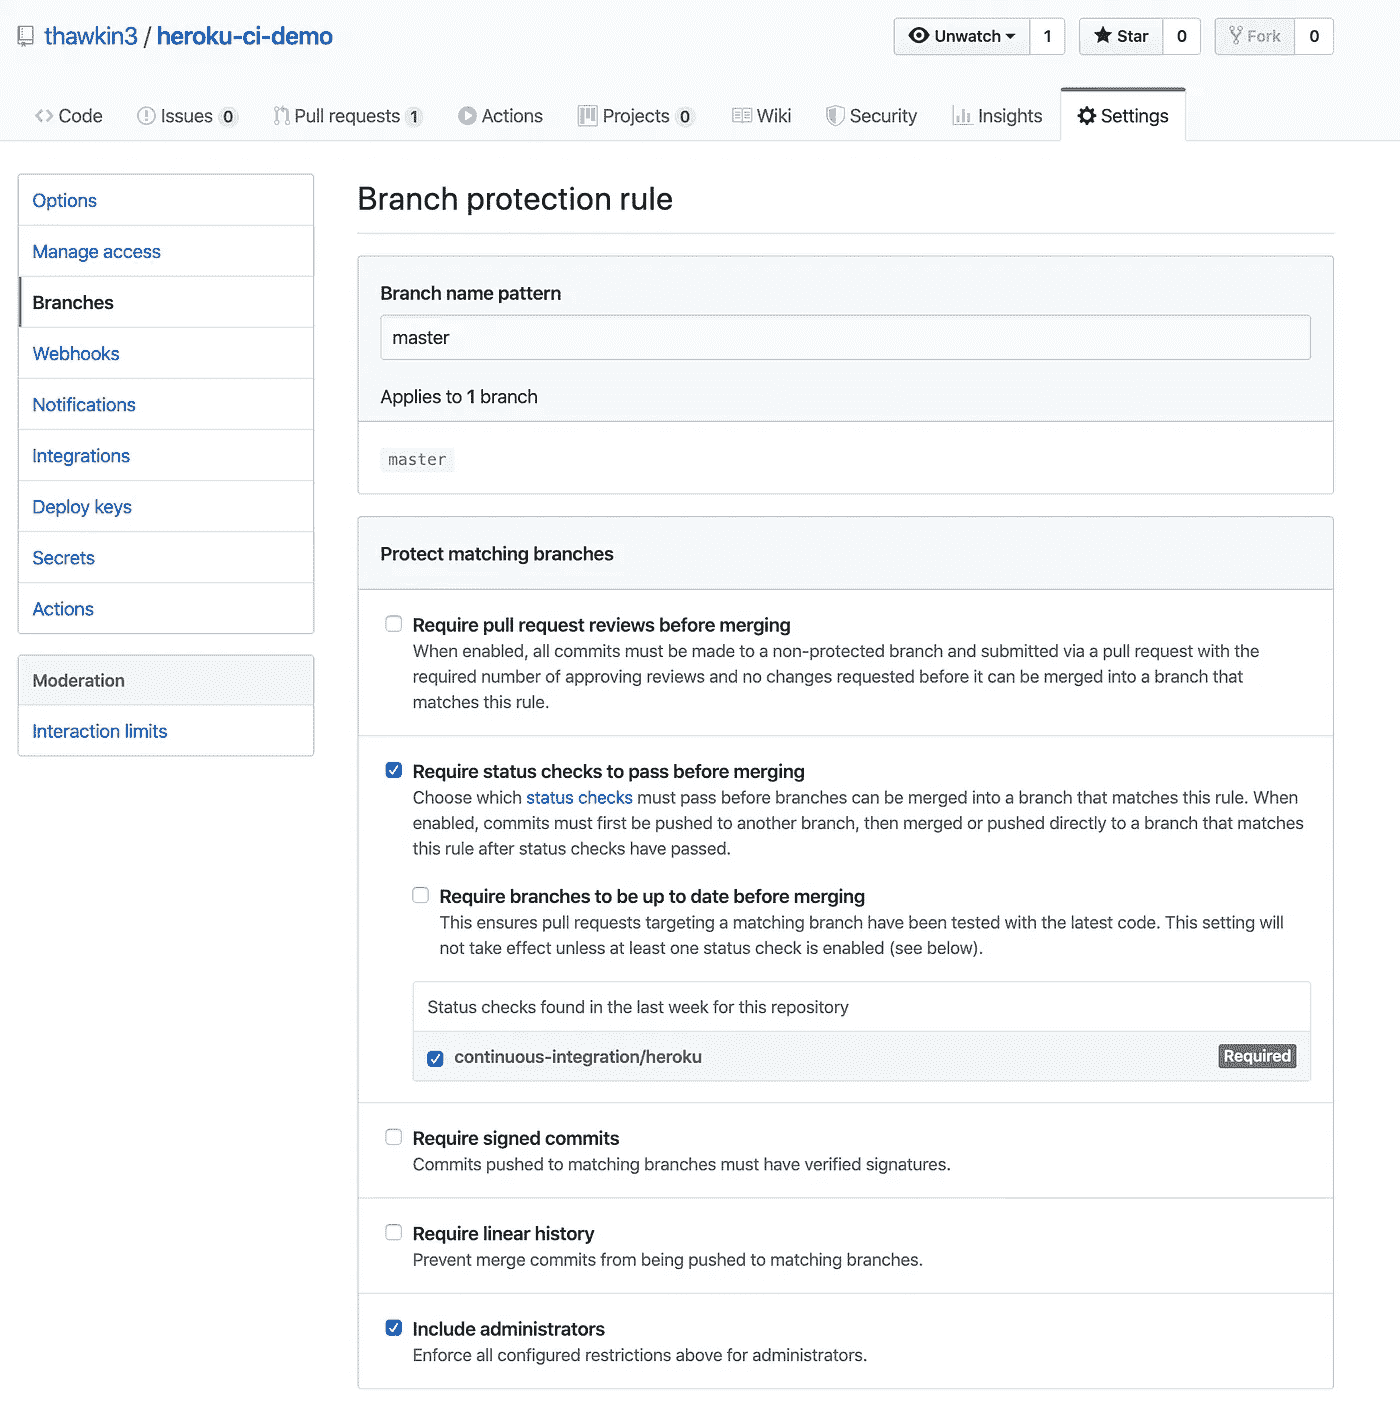 thawkin3 / heroku-ci-demo
Unwatch 1 Star 0 Fork 0
Code Issues 0 Pull requests 1 Actions Projects 0 Wiki Security Insights Settings
Options
Manage access
Branches
Webhooks
Notifications
Integrations
Deploy keys
Secrets
Actions
Moderation
Interaction limits
Branch protection rule
Branch name pattern
master
Applies to 1 branch
master
Protect matching branches
Require pull request reviews before merging
When enabled, all commits must be made to a non-protected branch and submitted via a pull request with the
required number of approving reviews and no changes requested before it can be merged into a branch that
matches this rule.
Require status checks to pass before merging
Choose which status checks must pass before branches can be merged into a branch that matches this rule. When
enabled, commits must first be pushed to another branch, then merged or pushed directly to a branch that matches
this rule after status checks have passed.
Require branches to be up to date before merging
This ensures pull requests targeting a matching branch have been tested with the latest code. This setting will
not take effect unless at least one status check is enabled (see below).
Status checks found in the last week for this repository
continuous-integration/heroku Required
Require signed commits
Commits pushed to matching branches must have verified signatures.
Require linear history
Prevent merge commits from being pushed to matching branches.
Include administrators
Enforce all configured restrictions above for administrators.